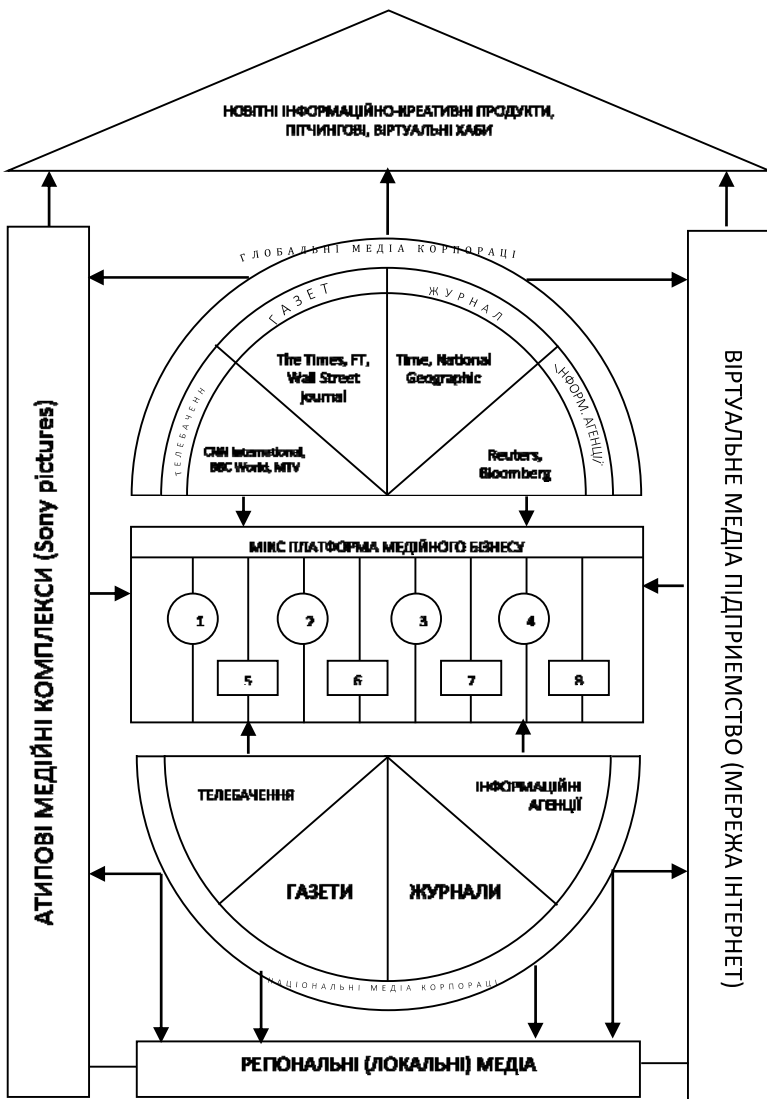 НОВІТНІ ІНФОРМАЦІЙНО-КРЕАТИВНІ ПРОДУКТИ,
ПІТЧИНГОВІ, ВІРТУАЛЬНІ ХАБИ
ГЛОБАЛЬНІ МЕДІА КОРПОРАЦІ
ГАЗЕТ
ЖУРНАЛ
ТЕЛЕБАЧЕНН
ІНФОРМ. АГЕНЦІЇ
The Times, FT,
Wall Street
Journal
Time, National
Geographic
CNN International,
BBC World, MTV
Reuters,
Bloomberg
АТИПОВІ МЕДІЙНІ КОМПЛЕКСИ (Sony pictures)
ВІРТУАЛЬНЕ МЕДІА ПІДПРИЕМСТВО (МЕРЕЖА ІНТЕРНЕТ)
МІКС ПЛАТФОРМА МЕДІЙНОГО БІЗНЕСУ
1
2
3
4
5
6
7
8
ТЕЛЕБАЧЕННЯ
ІНФОРМАЦІЙНІ
АГЕНЦІЇ
ГАЗЕТИ
ЖУРНАЛИ
НАЦІОНАЛЬНІ МЕДІА КОРПОРАЦІ
РЕГІОНАЛЬНІ (ЛОКАЛЬНІ) МЕДІА